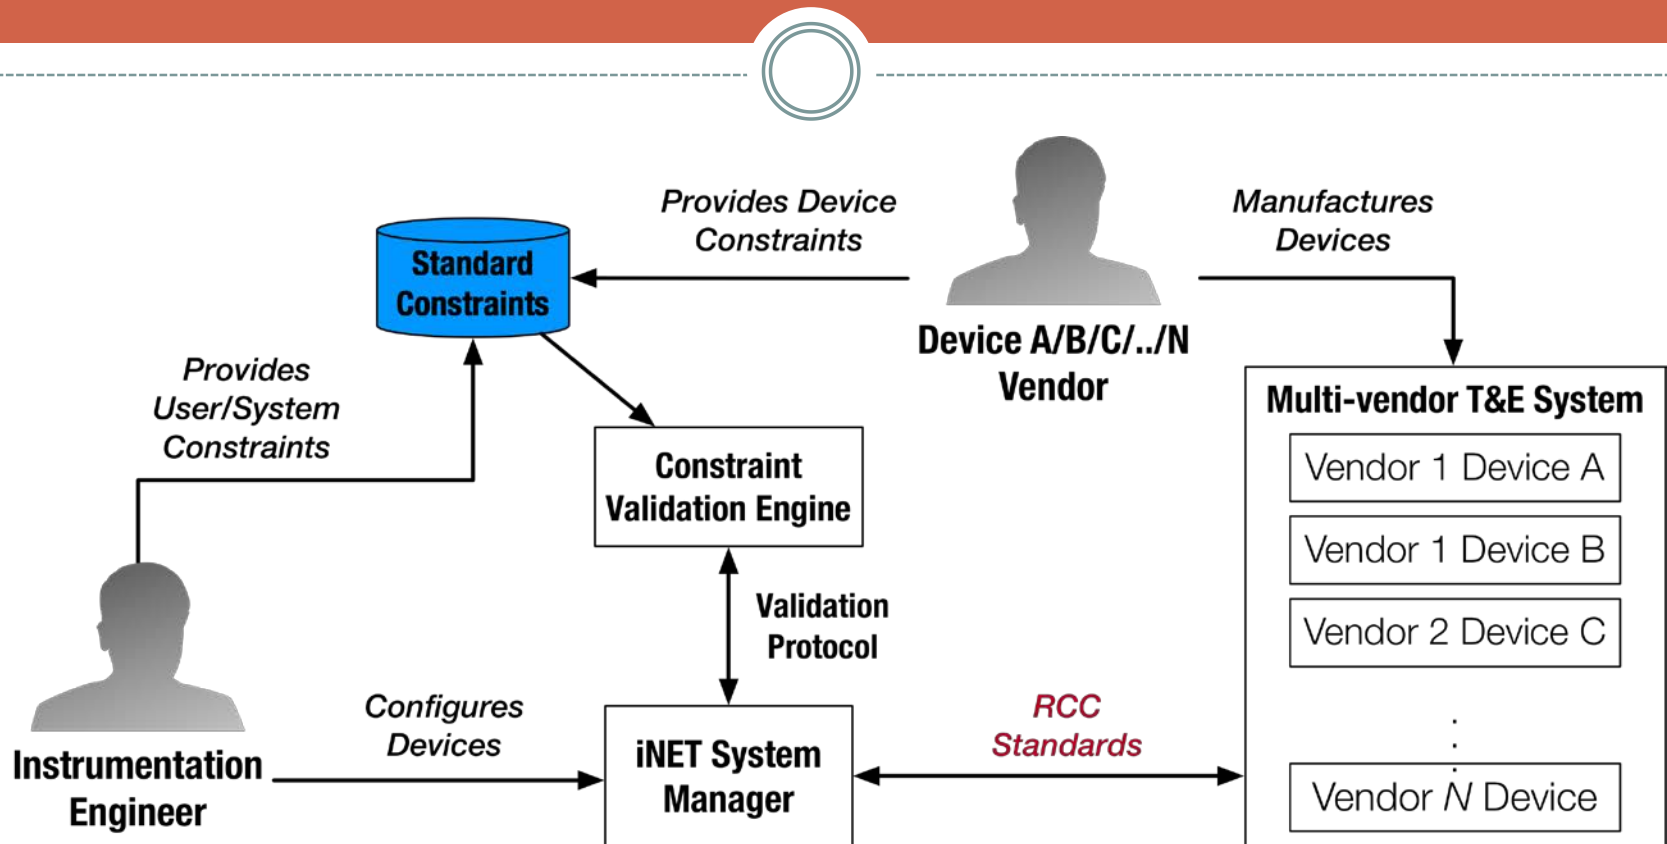 Provides Device
Constraints
Manufactures
Devices
Standard
Constraints
Device A/B/C/../N
Vendor
Provides
User/System
Constraints
Multi-vendor T&E System
Vendor 1 Device A
Vendor 1 Device B
Vendor 2 Device C
.
.
.
Vendor N Device
Constraint
Validation Engine
Validation
Protocol
Configures
Devices
RCC
Standards
Instrumentation
Engineer
iNET System
Manager